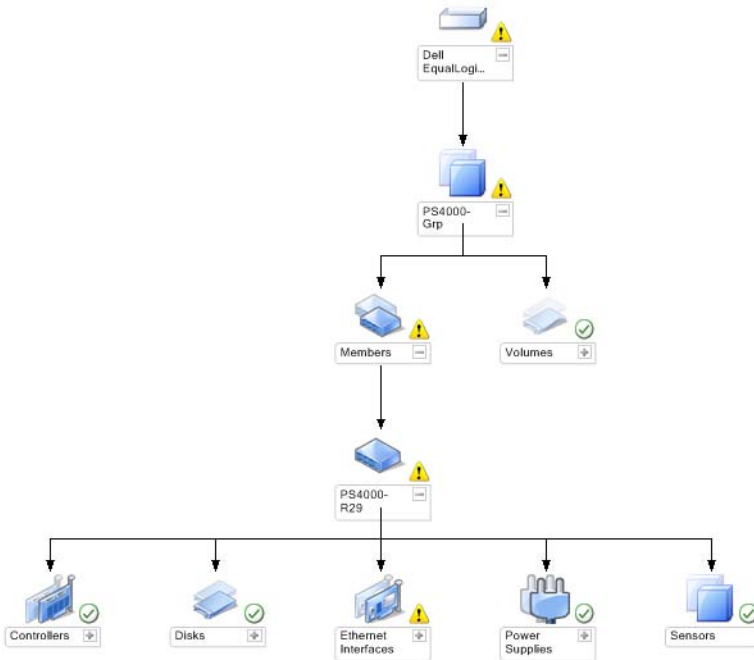 Dell
EqualLogi...
PS4000-
Grp
Members
Volumes
PS4000-
R29
Controllers
Disks
Ethernet
Interfaces
Power
Supplies
Sensors